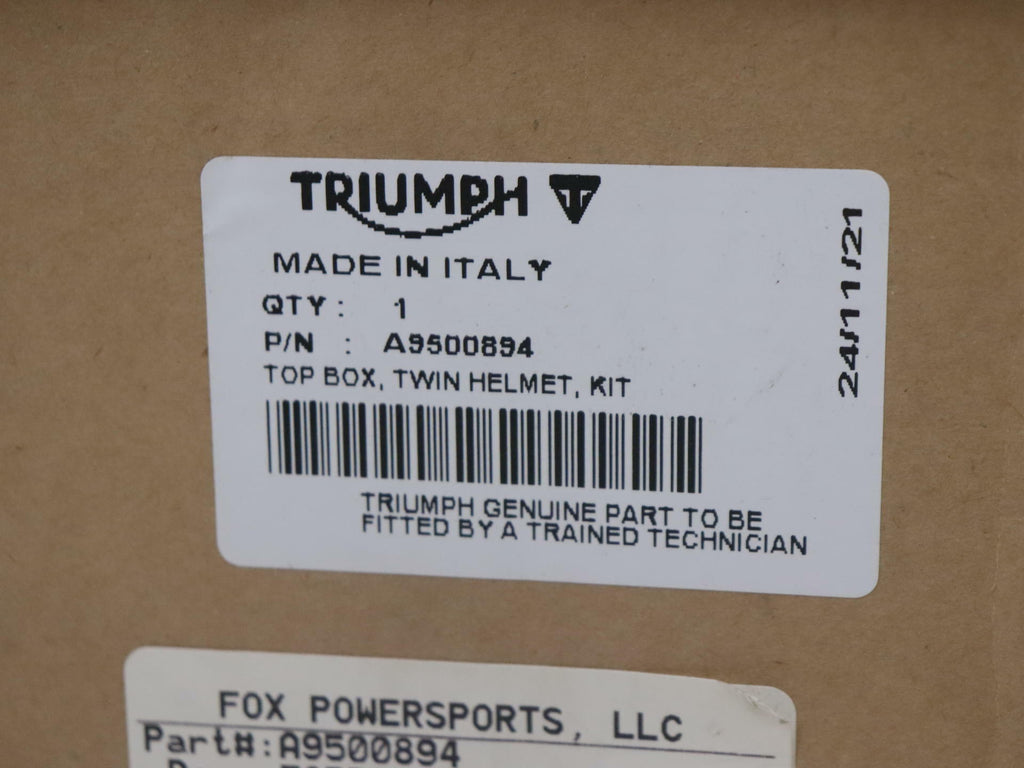 TRIUMPH
MADE IN ITALY
QTY : 1
P/N : A9500894
TOP BOX, TWIN HELMET, KIT
TRIUMPH GENUINE PART TO BE
FITTED BY A TRAINED TECHNICIAN
24/11/21
FOX POWERSPORTS, LLC
Part#:A9500894